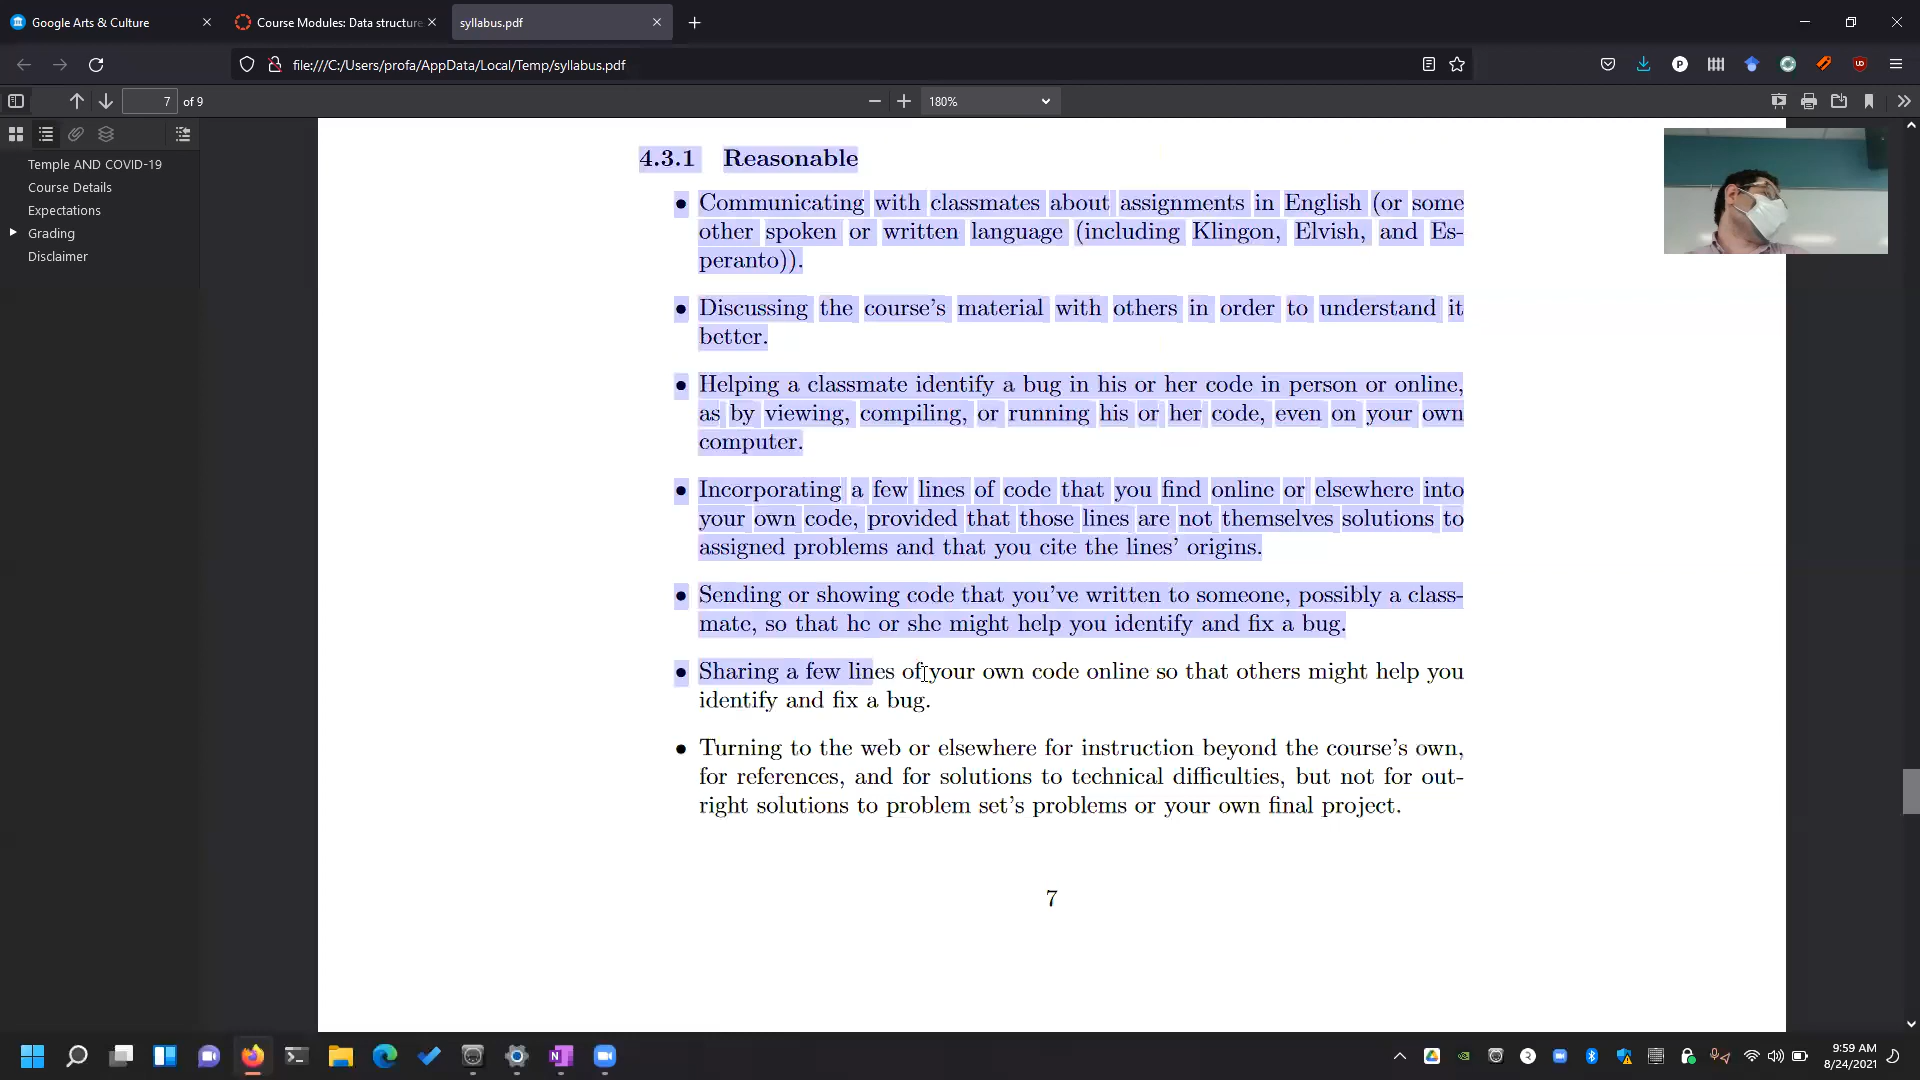 Google Arts & Culture
Course Modules: Data structure
syllabus.pdf
file:///C:/Users/profa/AppData/Local/Temp/syllabus.pdf
7 of 9
180%
Temple AND COVID-19
Course Details
Expectations
Grading
Disclaimer
4.3.1 Reasonable
• Communicating with classmates about assignments in English (or some
other spoken or written language (including Klingon, Elvish, and Es-
peranto)).
• Discussing the course's material with others in order to understand it
better.
• Helping a classmate identify a bug in his or her code in person or online,
as by viewing, compiling, or running his or her code, even on your own
computer.
• Incorporating a few lines of code that you find online or elsewhere into
your own code, provided that those lines are not themselves solutions to
assigned problems and that you cite the lines' origins.
• Sending or showing code that you've written to someone, possibly a class-
mate, so that he or she might help you identify and fix a bug.
• Sharing a few lines of your own code online so that others might help you
identify and fix a bug.
• Turning to the web or elsewhere for instruction beyond the course's own,
for references, and for solutions to technical difficulties, but not for out-
right solutions to problem set's problems or your own final project.
7
9:59 AM
8/24/2021